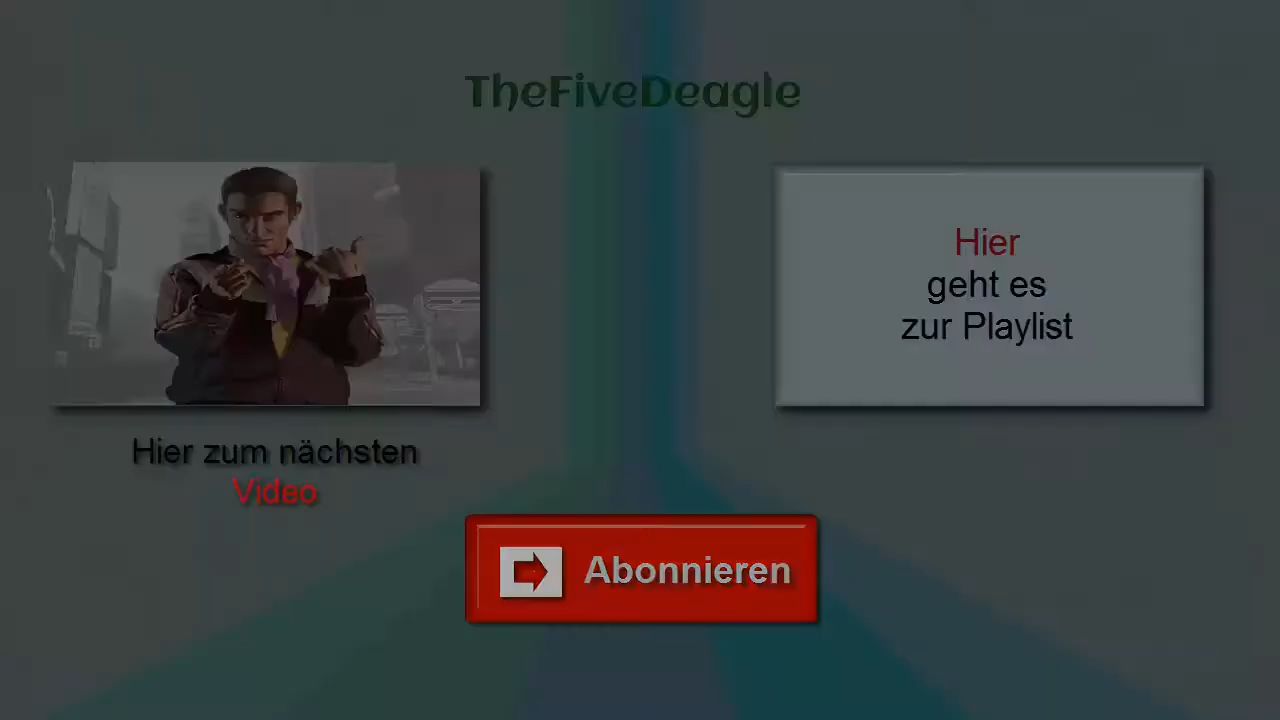 TheFiveDeagle
Hier zum nächsten
Video
Hier
geht es
zur Playlist
Abonnieren